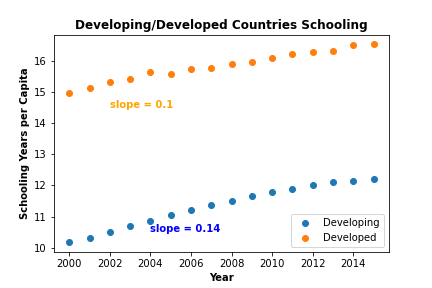 Developing/Developed Countries Schooling
Schooling Years per Capita
16
15
14
13
12
11
10
slope = 0.1
slope = 0.14
Developing
Developed
2000 2002 2004 2006 2008 2010 2012 2014
Year